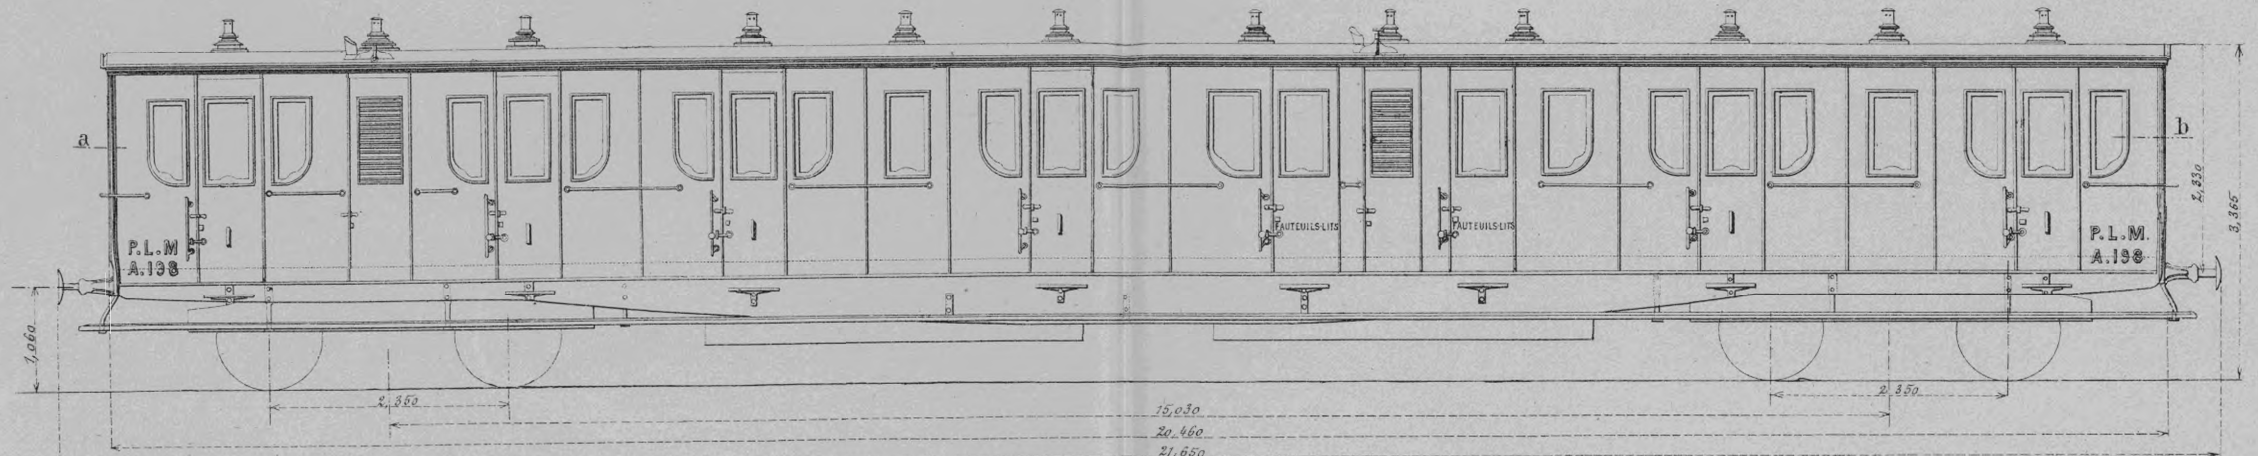 a
b
P.L.M
A.198
I
I
I
I
FAUTEUILS-LITS
FAUTEUILS-LITS
I
I
P.L.M.
A.198
2,330
3,365
1,060
2,350
2,350
15,030
20,460
21,650